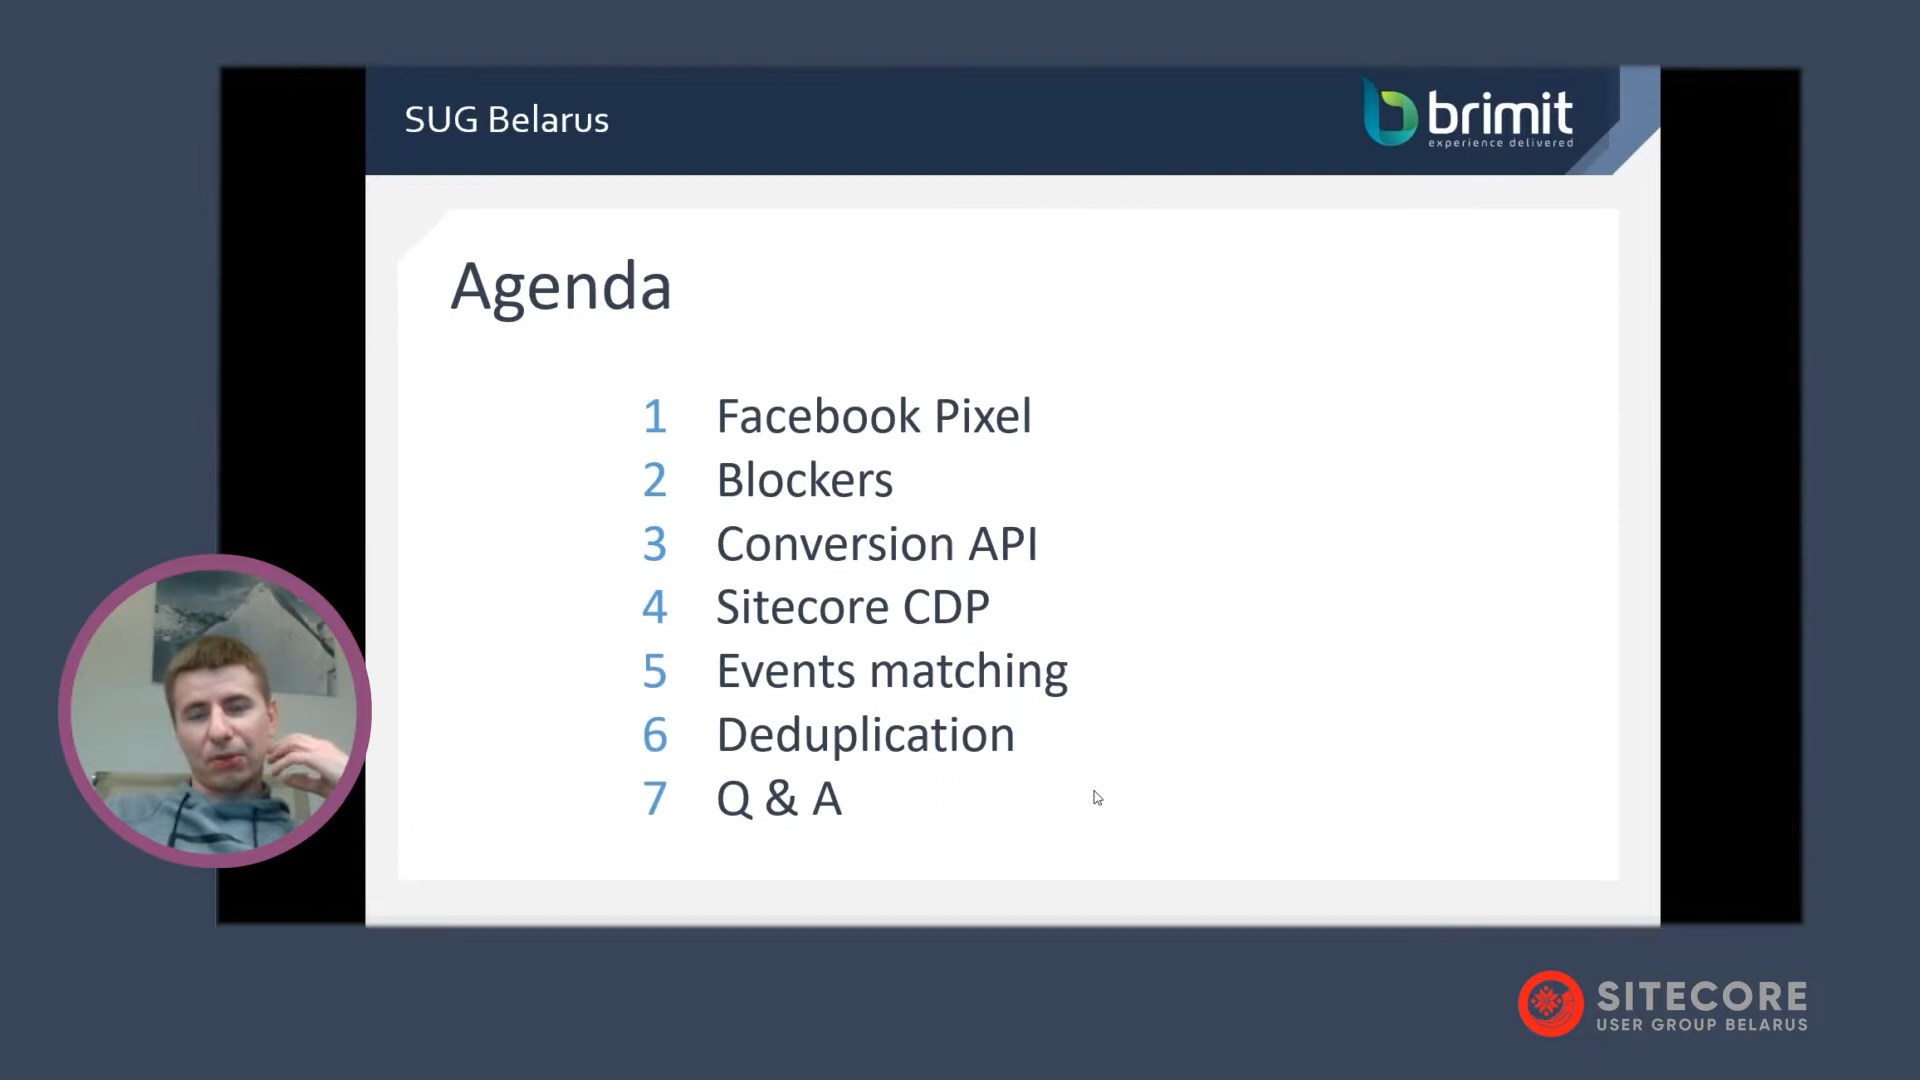 SUG Belarus
brimit
experience delivered
Agenda
1 Facebook Pixel
2 Blockers
3 Conversion API
4 Sitecore CDP
5 Events matching
6 Deduplication
7 Q & A
SITECORE
USER GROUP BELARUS